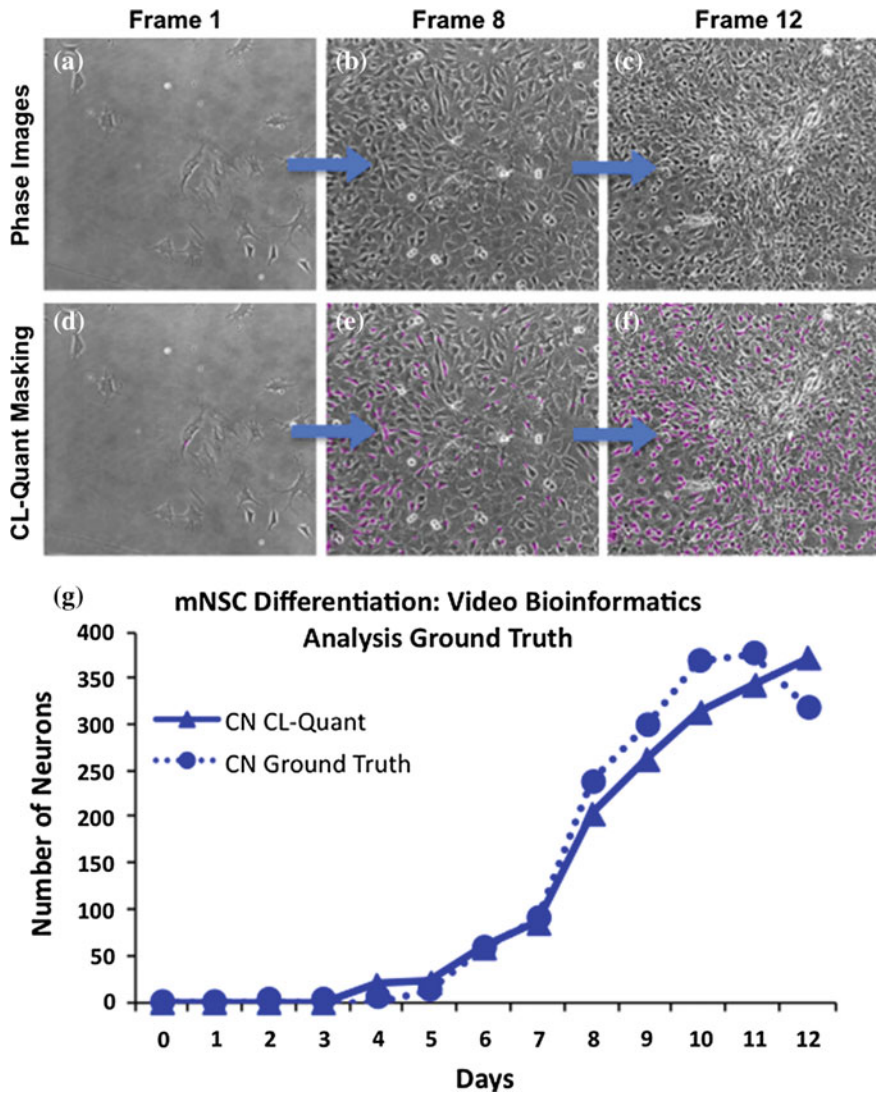 Frame 1 Frame 8 Frame 12
Phase Images
(a) (b) (c)
CL-Quant Masking
(d) (e) (f)
(g) mNSC Differentiation: Video Bioinformatics
Analysis Ground Truth
Number of Neurons
400
350
300
250
200
150
100
50
0
CN CL-Quant
CN Ground Truth
0 1 2 3 4 5 6 7 8 9 10 11 12
Days